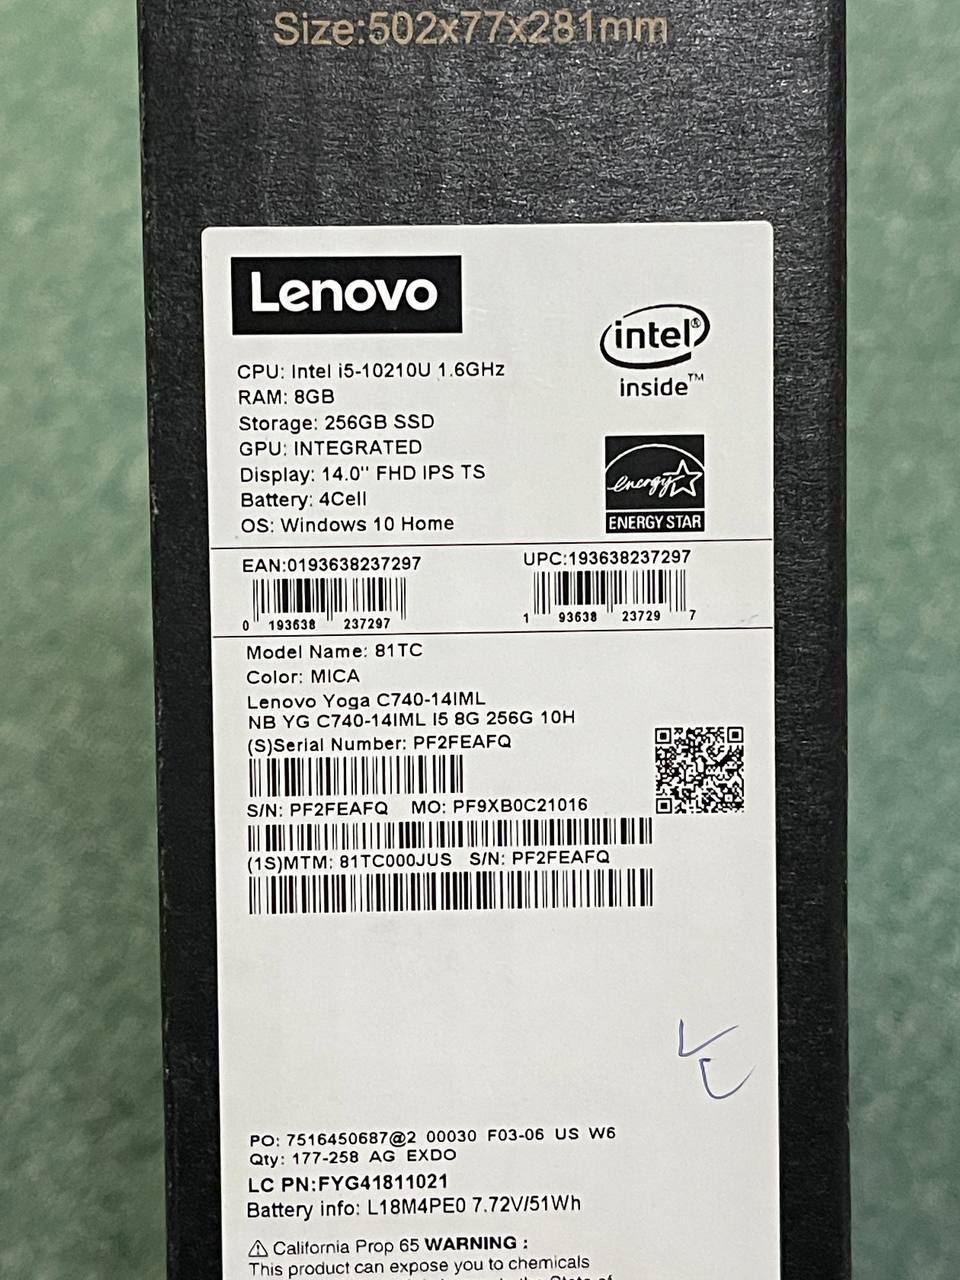 Size:502x77x281mm
Lenovo
intel®
inside™
CPU: Intel i5-10210U 1.6GHz
RAM: 8GB
Storage: 256GB SSD
GPU: INTEGRATED
Display: 14.0'' FHD IPS TS
Battery: 4Cell
OS: Windows 10 Home
energy
ENERGY STAR
EAN:0193638237297
UPC:193638237297
0 193638 237297
1 93638 23729 7
Model Name: 81TC
Color: MICA
Lenovo Yoga C740-14IML
NB YG C740-14IML I5 8G 256G 10H
(S)Serial Number: PF2FEAFQ
S/N: PF2FEAFQ MO: PF9XB0C21016
(1S)MTM: 81TC000JUS S/N: PF2FEAFQ
PO: 7516450687@2 00030 F03-06 US W6
Qty: 177-258 AG EXDO
LC PN:FYG41811021
Battery info: L18M4PE0 7.72V/51Wh
⚠ California Prop 65 WARNING :
This product can expose you to chemicals